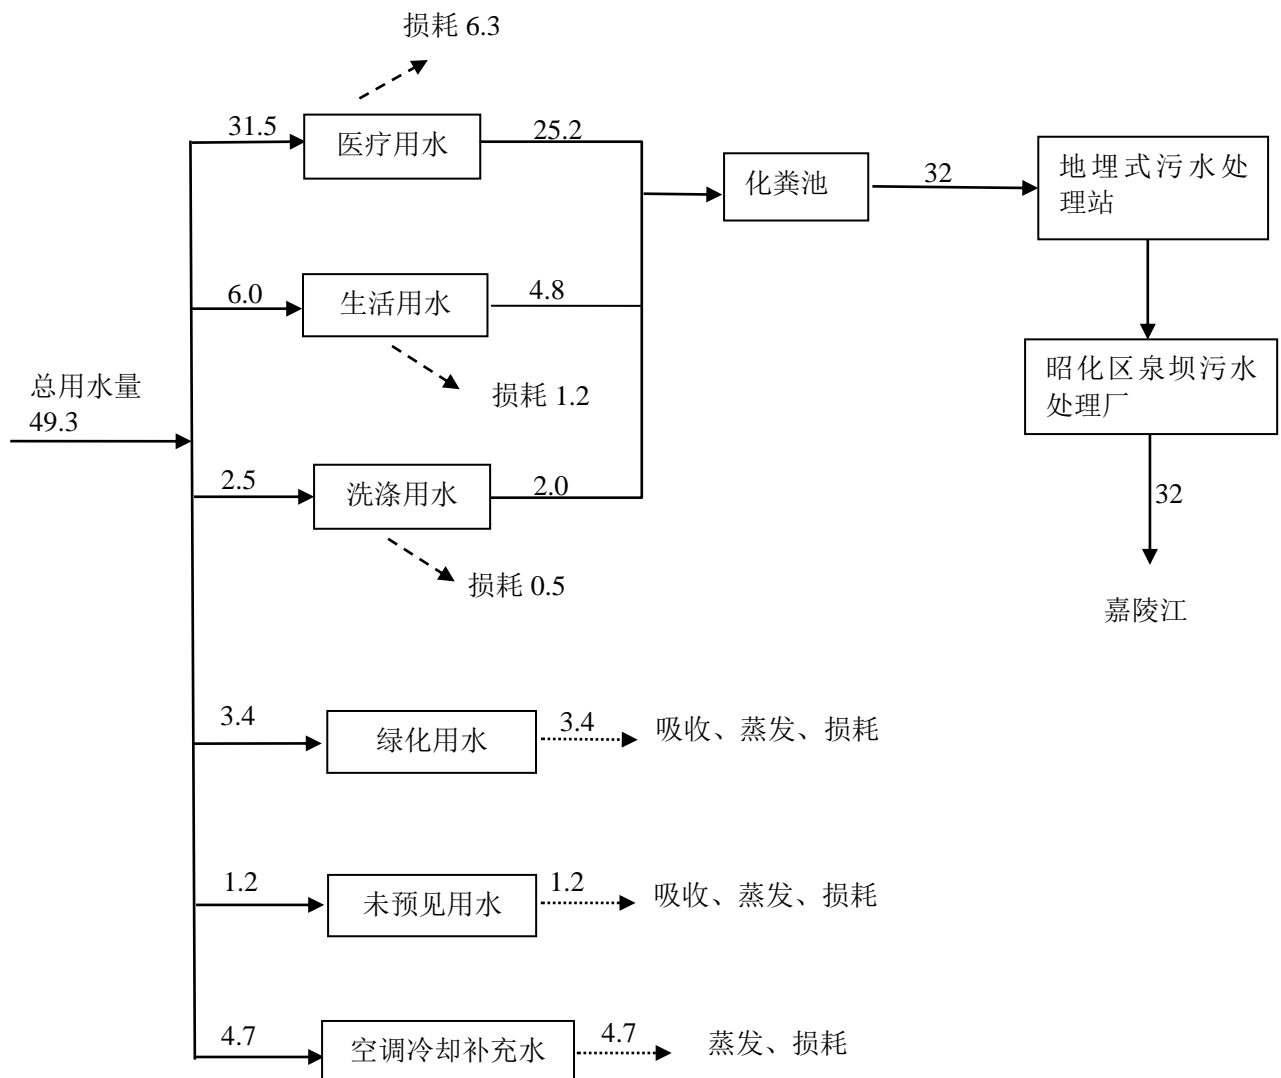 损耗 6.3
31.5
医疗用水
25.2
化粪池
32
地埋式污水处
理站
6.0
生活用水
4.8
损耗 1.2
昭化区泉坝污水
处理厂
总用水量
49.3
2.5
洗涤用水
2.0
损耗 0.5
32
嘉陵江
3.4
绿化用水
3.4
吸收、蒸发、损耗
1.2
未预见用水
1.2
吸收、蒸发、损耗
4.7
空调冷却补充水
4.7
蒸发、损耗